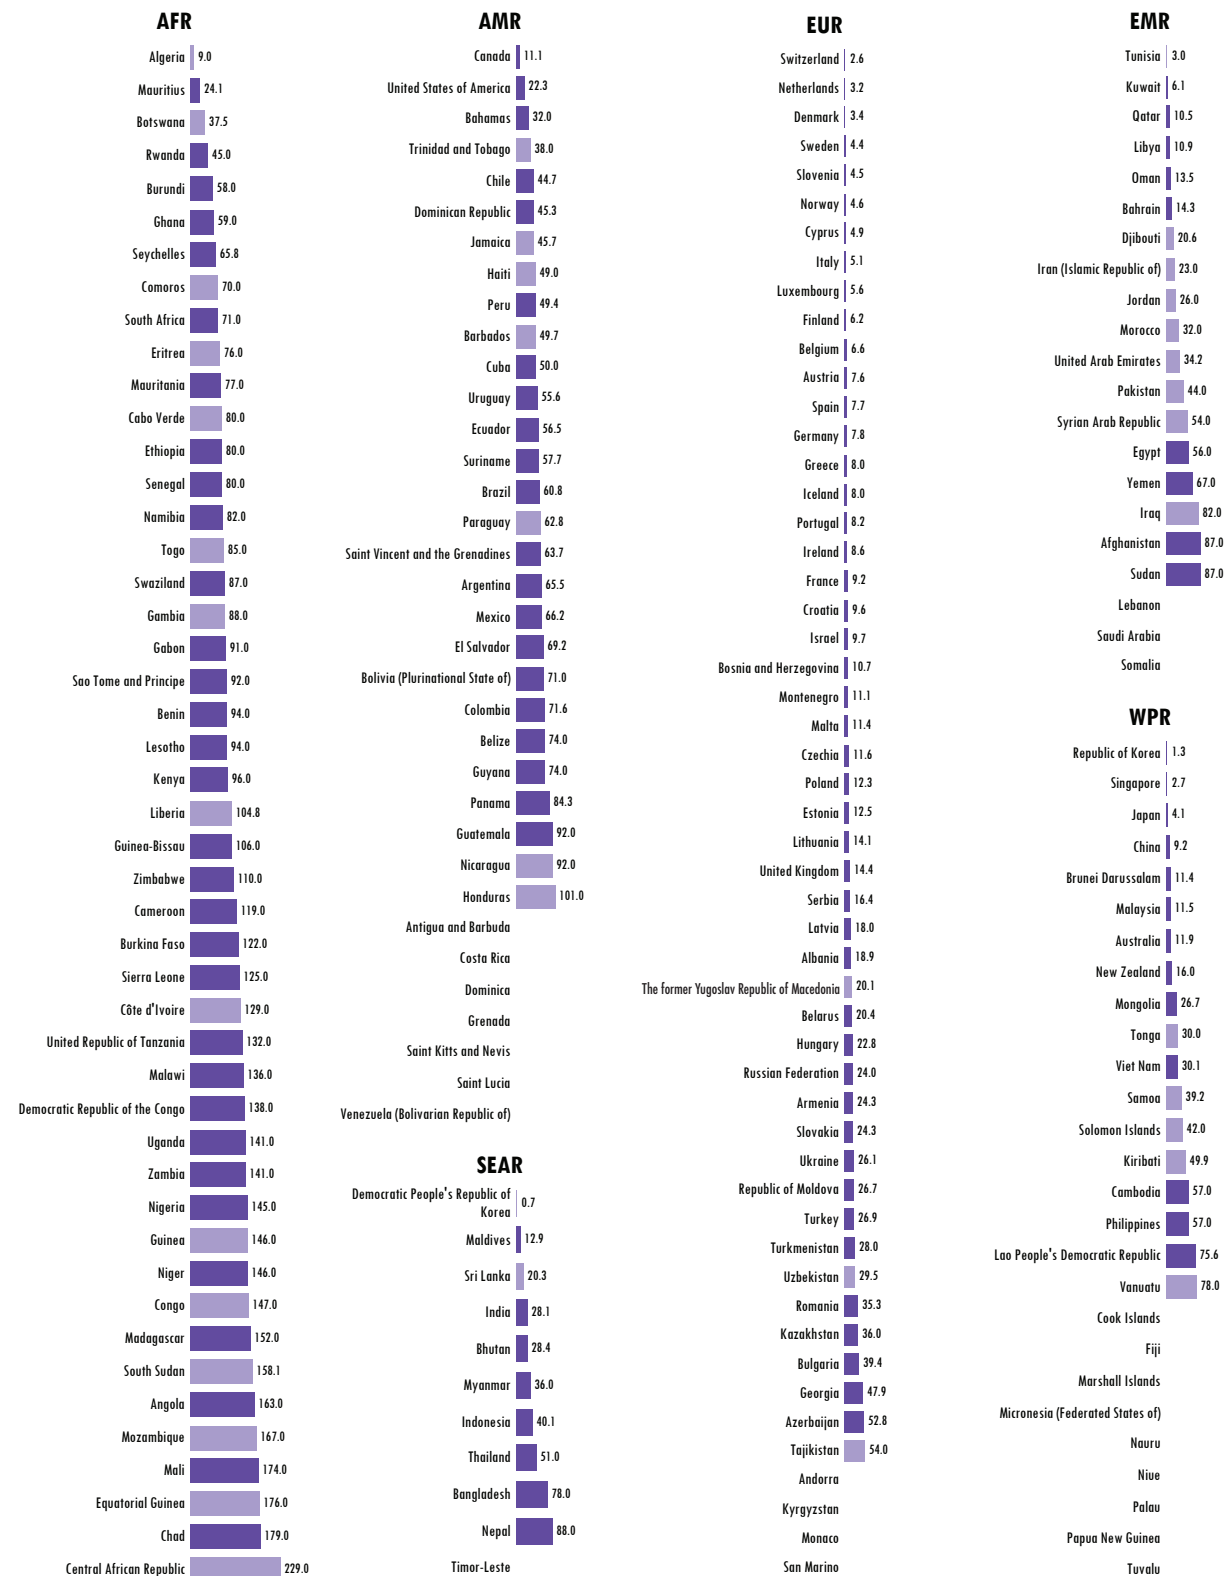 AFR
Algeria 9.0
Mauritius 24.1
Botswana 37.5
Rwanda 45.0
Burundi 58.0
Ghana 59.0
Seychelles 65.8
Comoros 70.0
South Africa 71.0
Eritrea 76.0
Mauritania 77.0
Cabo Verde 80.0
Ethiopia 80.0
Senegal 80.0
Namibia 82.0
Togo 85.0
Swaziland 87.0
Gambia 88.0
Gabon 91.0
Sao Tome and Principe 92.0
Benin 94.0
Lesotho 94.0
Kenya 96.0
Liberia 104.8
Guinea-Bissau 106.0
Zimbabwe 110.0
Cameroon 119.0
Burkina Faso 122.0
Sierra Leone 125.0
Côte d'Ivoire 129.0
United Republic of Tanzania 132.0
Malawi 136.0
Democratic Republic of the Congo 138.0
Uganda 141.0
Zambia 141.0
Nigeria 145.0
Guinea 146.0
Niger 146.0
Congo 147.0
Madagascar 152.0
South Sudan 158.1
Angola 163.0
Mozambique 167.0
Mali 174.0
Equatorial Guinea 176.0
Chad 179.0
Central African Republic 229.0
AMR
Canada 11.1
United States of America 22.3
Bahamas 32.0
Trinidad and Tobago 38.0
Chile 44.7
Dominican Republic 45.3
Jamaica 45.7
Haiti 49.0
Peru 49.4
Barbados 49.7
Cuba 50.0
Uruguay 55.6
Ecuador 56.5
Suriname 57.7
Brazil 60.8
Paraguay 62.8
Saint Vincent and the Grenadines 63.7
Argentina 65.5
Mexico 66.2
El Salvador 69.2
Bolivia (Plurinational State of) 71.0
Colombia 71.6
Belize 74.0
Guyana 74.0
Panama 84.3
Guatemala 92.0
Nicaragua 92.0
Honduras 101.0
Antigua and Barbuda
Costa Rica
Dominica
Grenada
Saint Kitts and Nevis
Saint Lucia
Venezuela (Bolivarian Republic of)
SEAR
Democratic People's Republic of
Korea 0.7
Maldives 12.9
Sri Lanka 20.3
India 28.1
Bhutan 28.4
Myanmar 36.0
Indonesia 40.1
Thailand 51.0
Bangladesh 78.0
Nepal 88.0
Timor-Leste
EUR
Switzerland 2.6
Netherlands 3.2
Denmark 3.4
Sweden 4.4
Slovenia 4.5
Norway 4.6
Cyprus 4.9
Italy 5.1
Luxembourg 5.6
Finland 6.2
Belgium 6.6
Austria 7.6
Spain 7.7
Germany 7.8
Greece 8.0
Iceland 8.0
Portugal 8.2
Ireland 8.6
France 9.2
Croatia 9.6
Israel 9.7
Bosnia and Herzegovina 10.7
Montenegro 11.1
Malta 11.4
Czechia 11.6
Poland 12.3
Estonia 12.5
Lithuania 14.1
United Kingdom 14.4
Serbia 16.4
Latvia 18.0
Albania 18.9
The former Yugoslav Republic of Macedonia 20.1
Belarus 20.4
Hungary 22.8
Russian Federation 24.0
Armenia 24.3
Slovakia 24.3
Ukraine 26.1
Republic of Moldova 26.7
Turkey 26.9
Turkmenistan 28.0
Uzbekistan 29.5
Romania 35.3
Kazakhstan 36.0
Bulgaria 39.4
Georgia 47.9
Azerbaijan 52.8
Tajikistan 54.0
Andorra
Kyrgyzstan
Monaco
San Marino
EMR
Tunisia 3.0
Kuwait 6.1
Qatar 10.5
Libya 10.9
Oman 13.5
Bahrain 14.3
Djibouti 20.6
Iran (Islamic Republic of) 23.0
Jordan 26.0
Morocco 32.0
United Arab Emirates 34.2
Pakistan 44.0
Syrian Arab Republic 54.0
Egypt 56.0
Yemen 67.0
Iraq 82.0
Afghanistan 87.0
Sudan 87.0
Lebanon
Saudi Arabia
Somalia
WPR
Republic of Korea 1.3
Singapore 2.7
Japan 4.1
China 9.2
Brunei Darussalam 11.4
Malaysia 11.5
Australia 11.9
New Zealand 16.0
Mongolia 26.7
Tonga 30.0
Viet Nam 30.1
Samoa 39.2
Solomon Islands 42.0
Kiribati 49.9
Cambodia 57.0
Philippines 57.0
Lao People's Democratic Republic 75.6
Vanuatu 78.0
Cook Islands
Fiji
Marshall Islands
Micronesia (Federated States of)
Nauru
Niue
Palau
Papua New Guinea
Tuvalu